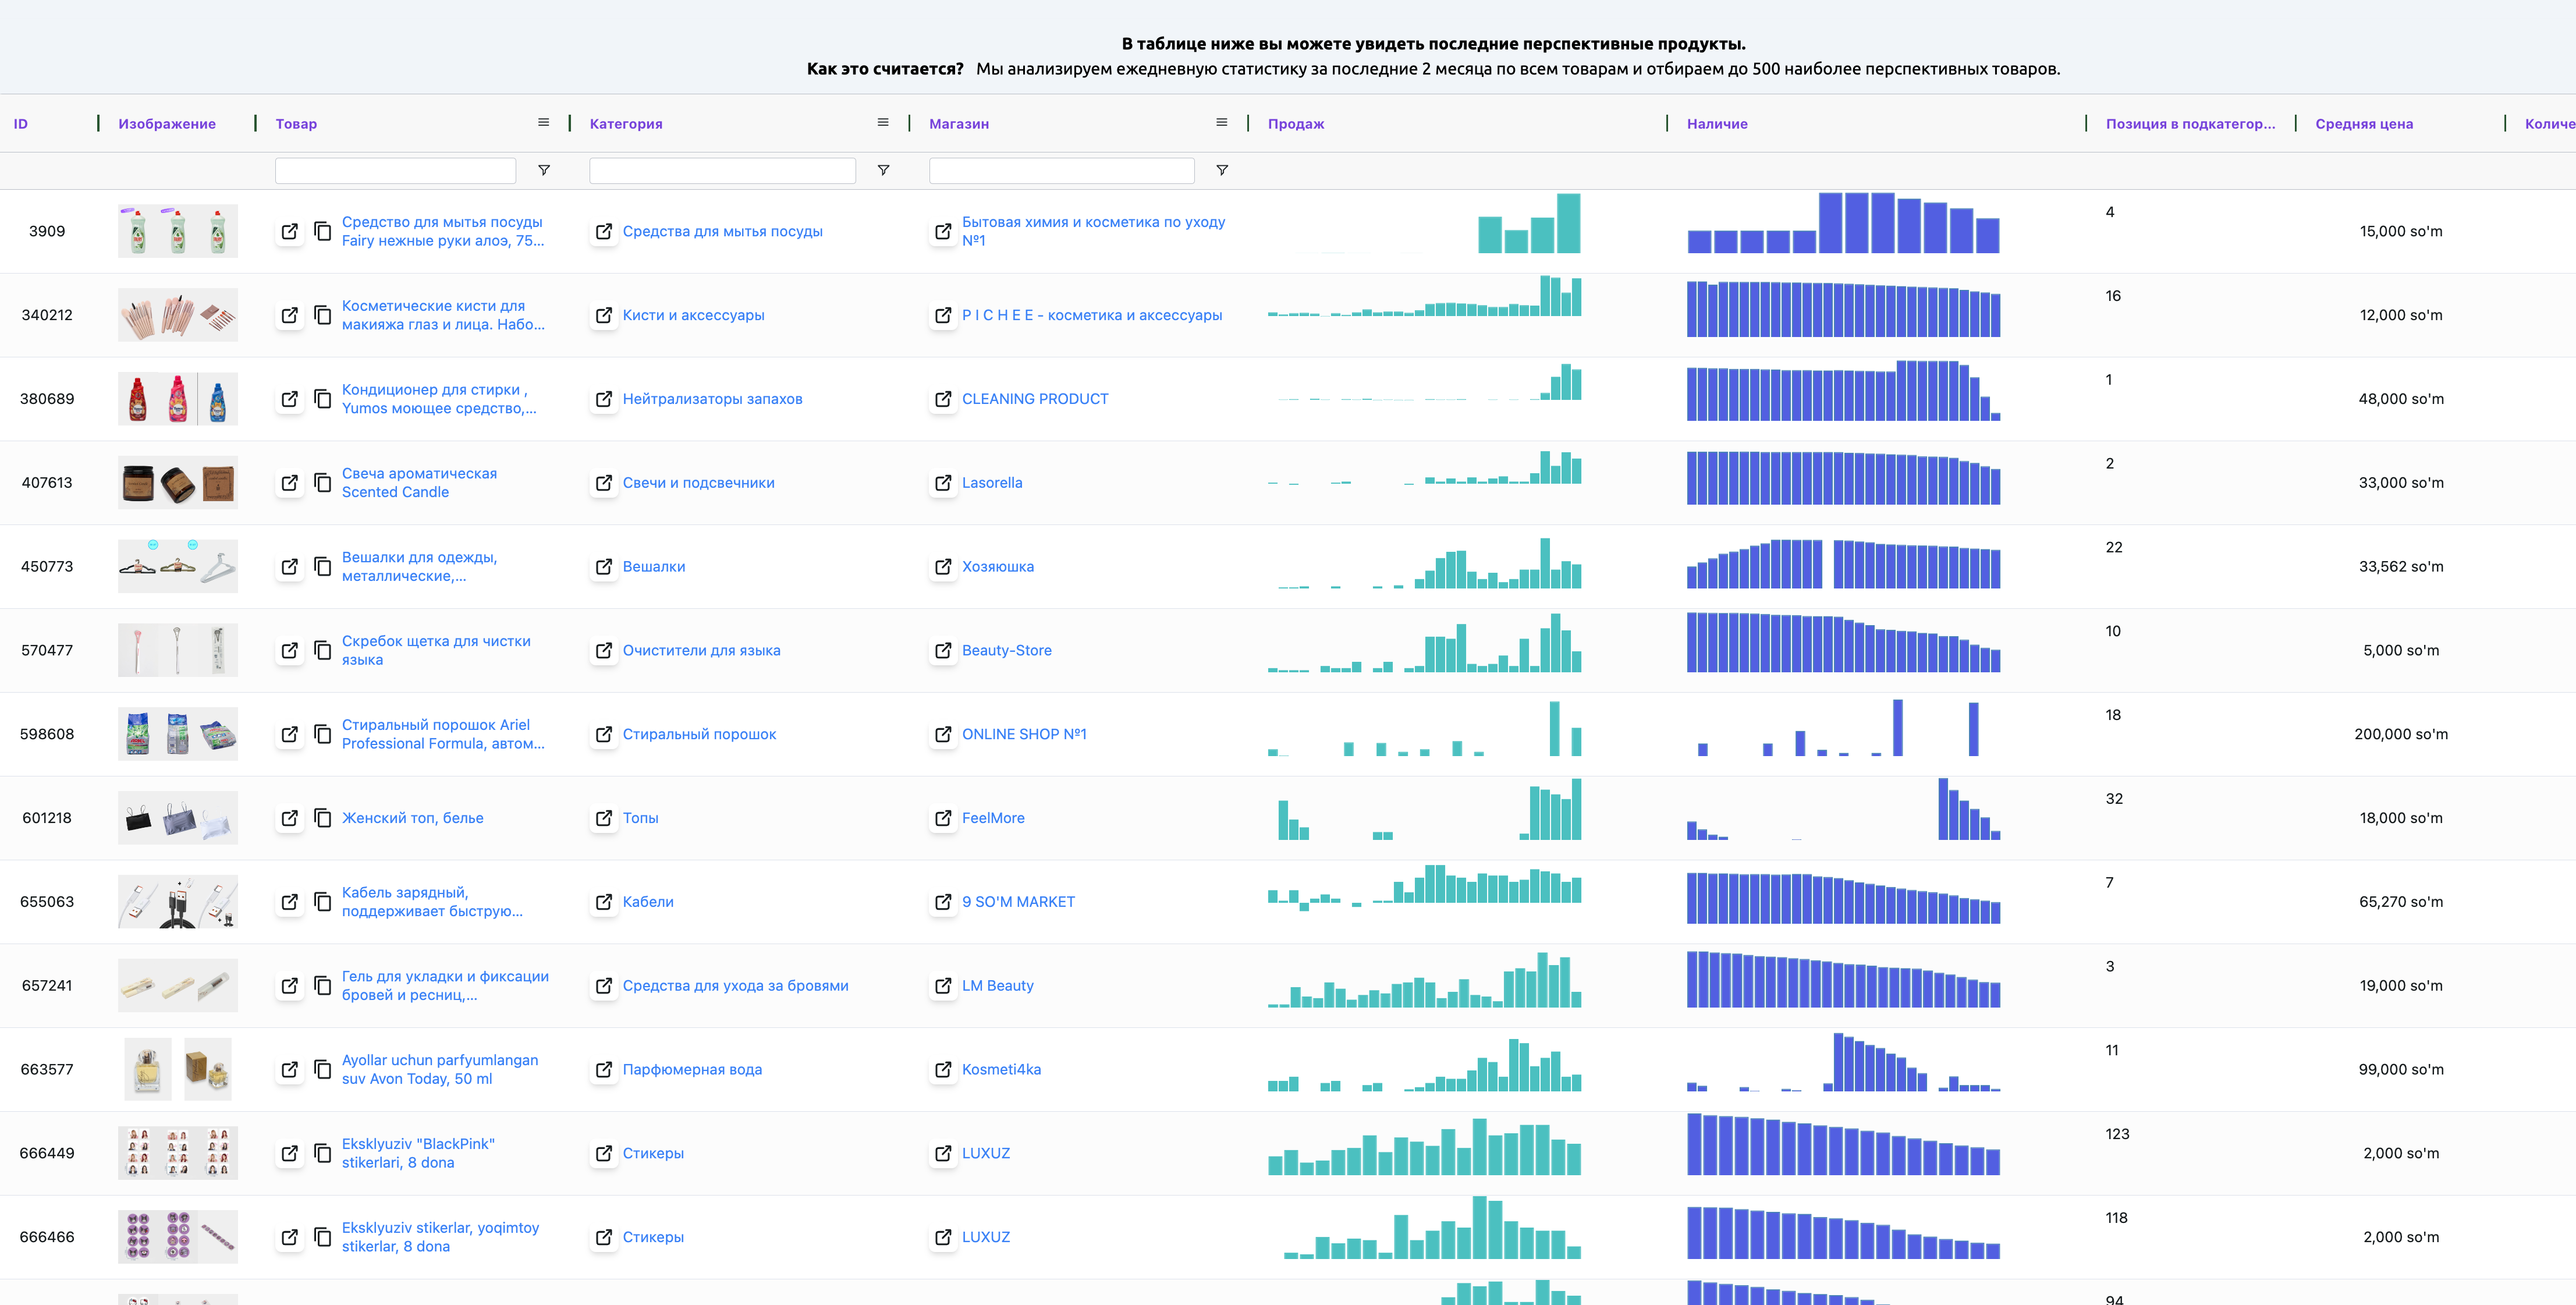 В таблице ниже вы можете увидеть последние перспективные продукты.
Как это считается? Мы анализируем ежедневную статистику за последние 2 месяца по всем товарам и отбираем до 500 наиболее перспективных товаров.
ID Изображение Товар Категория Магазин Продаж Наличие Позиция в подкатегор... Средняя цена Количе
3909 Средство для мытья посуды Fairy нежные руки алоэ, 75... Средства для мытья посуды Бытовая химия и косметика по уходу №1 4 15,000 so'm
340212 Косметические кисти для макияжа глаз и лица. Набо... Кисти и аксессуары P I C H E E - косметика и аксессуары 16 12,000 so'm
380689 Кондиционер для стирки , Yumos моющее средство,... Нейтрализаторы запахов CLEANING PRODUCT 1 48,000 so'm
407613 Свеча ароматическая Scented Candle Свечи и подсвечники Lasorella 2 33,000 so'm
450773 Вешалки для одежды, металлические,... Вешалки Хозяюшка 22 33,562 so'm
570477 Скребок щетка для чистки языка Очистители для языка Beauty-Store 10 5,000 so'm
598608 Стиральный порошок Ariel Professional Formula, автом... Стиральный порошок ONLINE SHOP №1 18 200,000 so'm
601218 Женский топ, белье Топы FeelMore 32 18,000 so'm
655063 Кабель зарядный, поддерживает быструю... Кабели 9 SO'M MARKET 7 65,270 so'm
657241 Гель для укладки и фиксации бровей и ресниц,... Средства для ухода за бровями LM Beauty 3 19,000 so'm
663577 Ayollar uchun parfyumlangan suv Avon Today, 50 ml Парфюмерная вода Kosmeti4ka 11 99,000 so'm
666449 Eksklyuziv "BlackPink" stikerlari, 8 dona Стикеры LUXUZ 123 2,000 so'm
666466 Eksklyuziv stikerlar, yoqimtoy stikerlar, 8 dona Стикеры LUXUZ 118 2,000 so'm
94